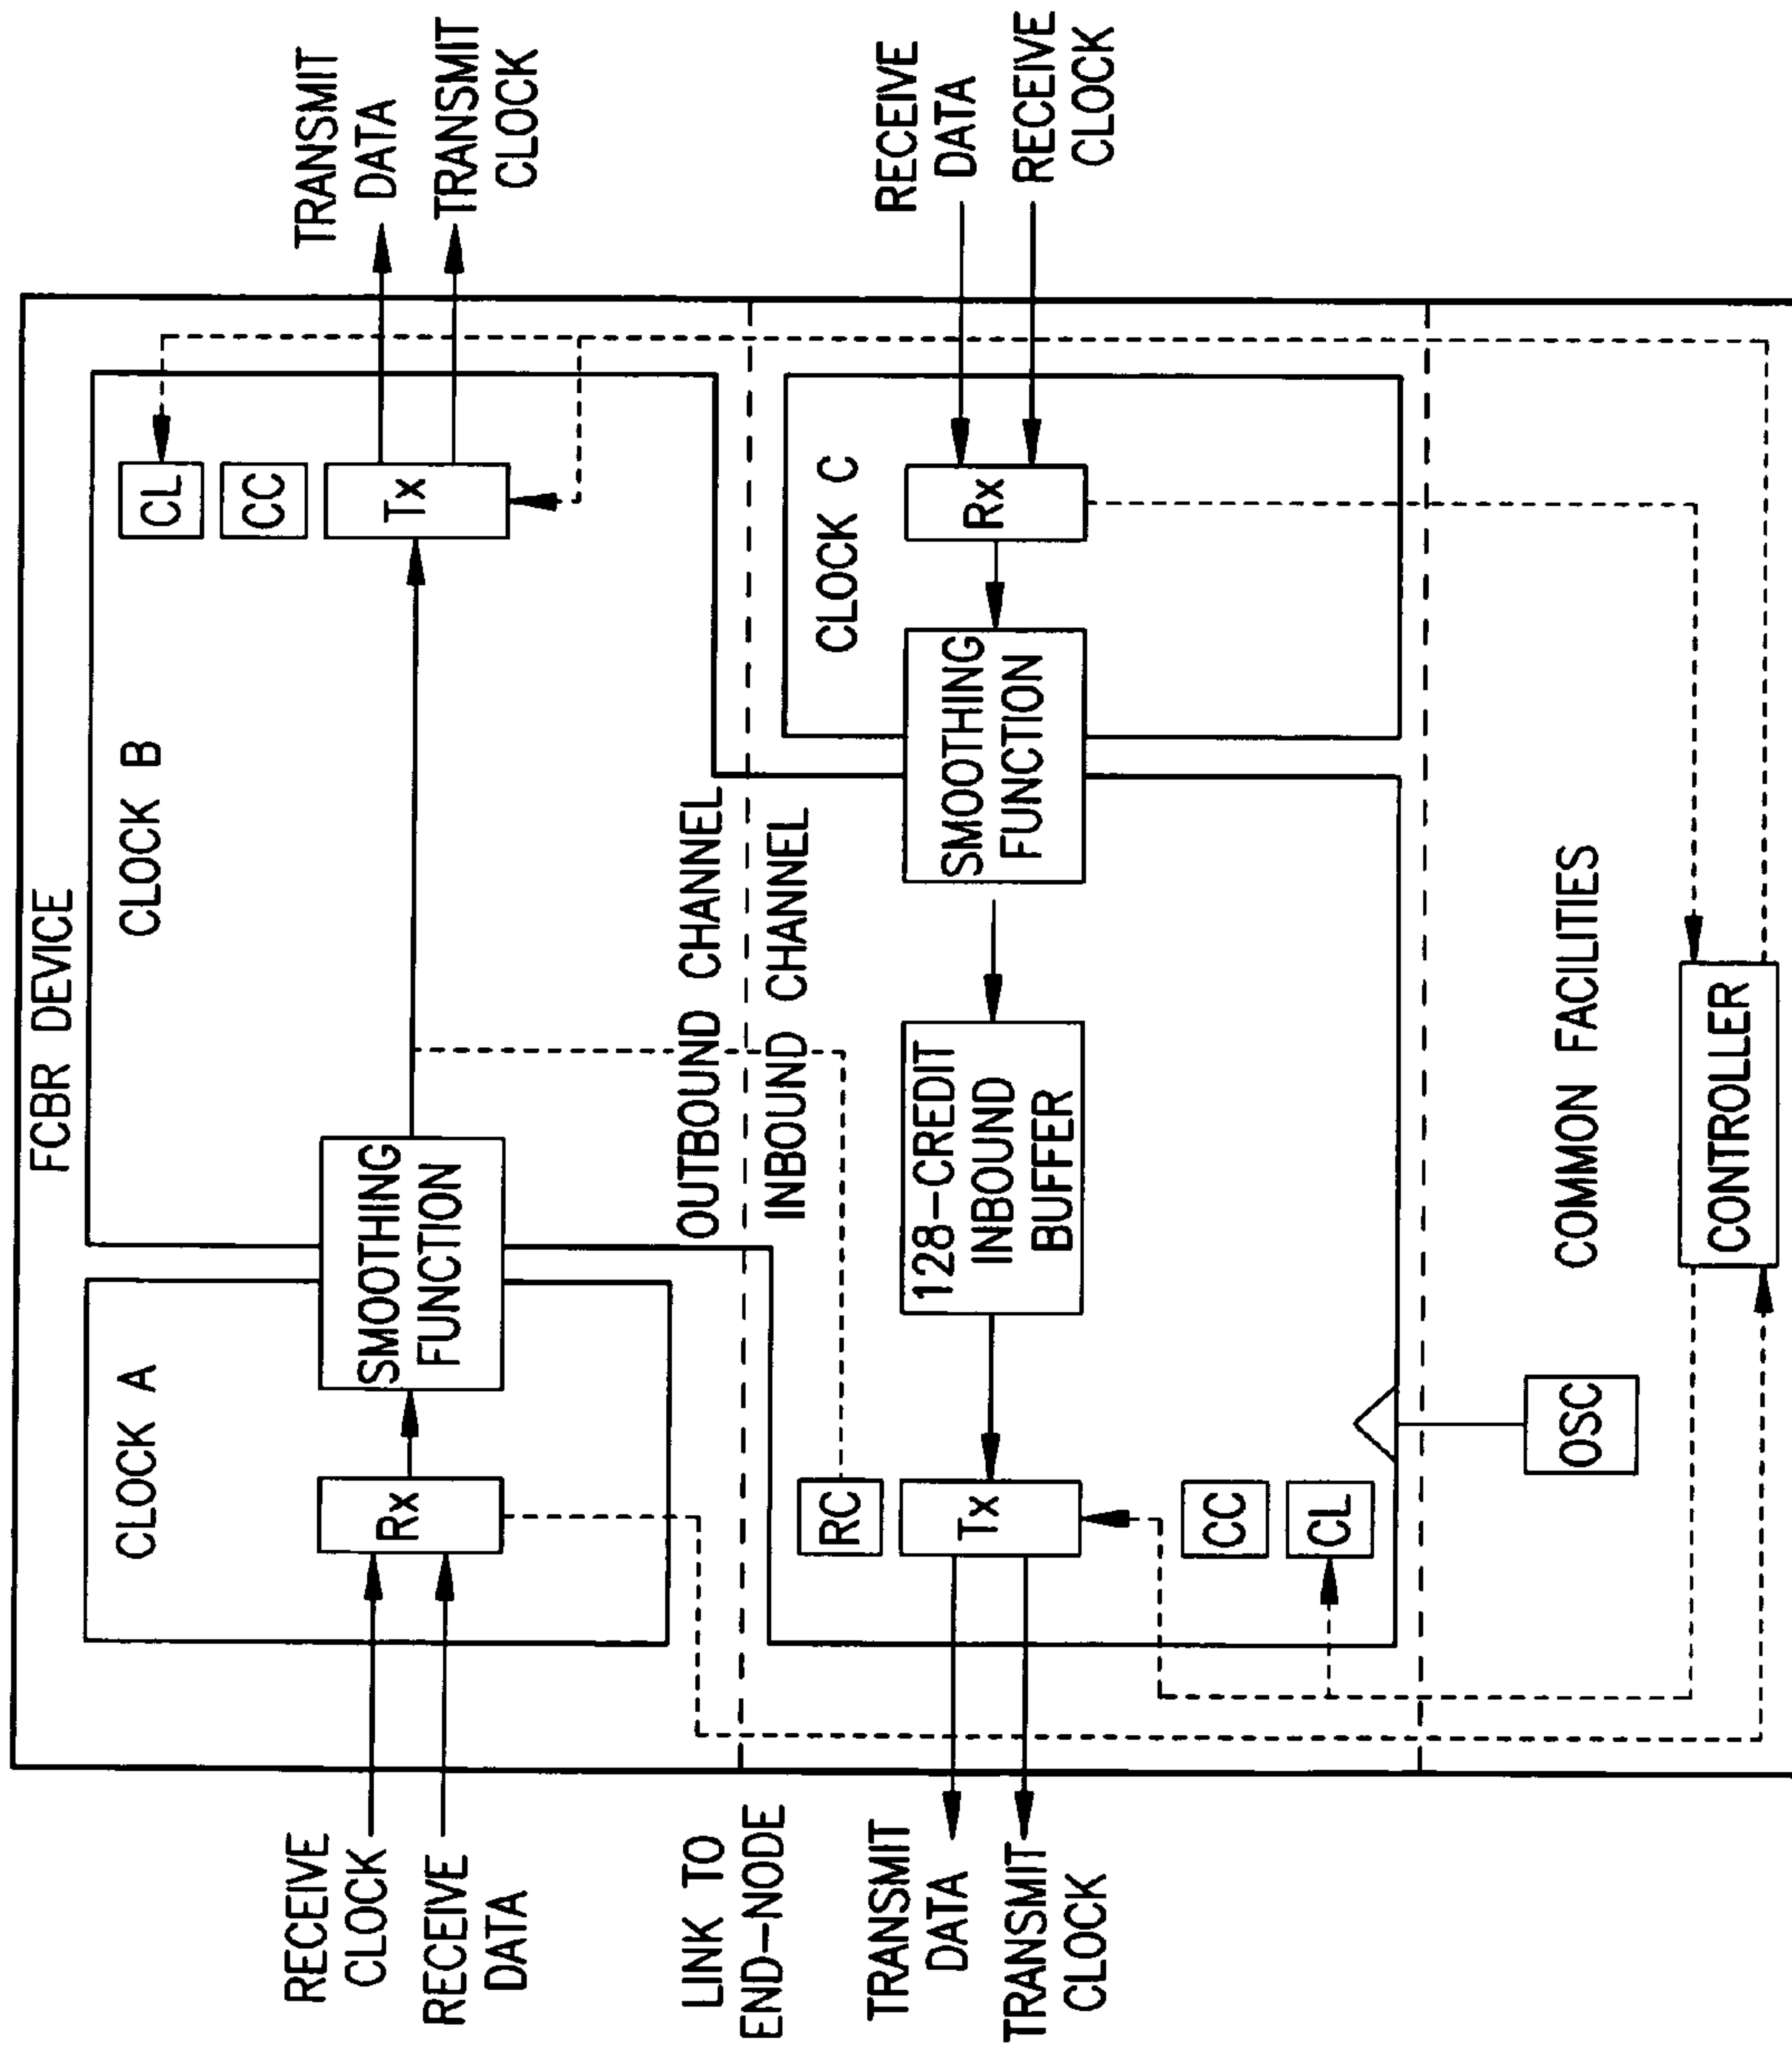 FCBR DEVICE
RECEIVE
CLOCK
RECEIVE
DATA
CLOCK A
Rx
SMOOTHING
FUNCTION
CLOCK B
CL
CC
Tx
TRANSMIT
DATA
TRANSMIT
CLOCK
LINK TO
END-NODE
OUTBOUND CHANNEL
INBOUND CHANNEL
TRANSMIT
DATA
TRANSMIT
CLOCK
RC
Tx
CC
CL
128-CREDIT
INBOUND
BUFFER
SMOOTHING
FUNCTION
CLOCK C
Rx
RECEIVE
DATA
RECEIVE
CLOCK
OSC
COMMON FACILITIES
CONTROLLER